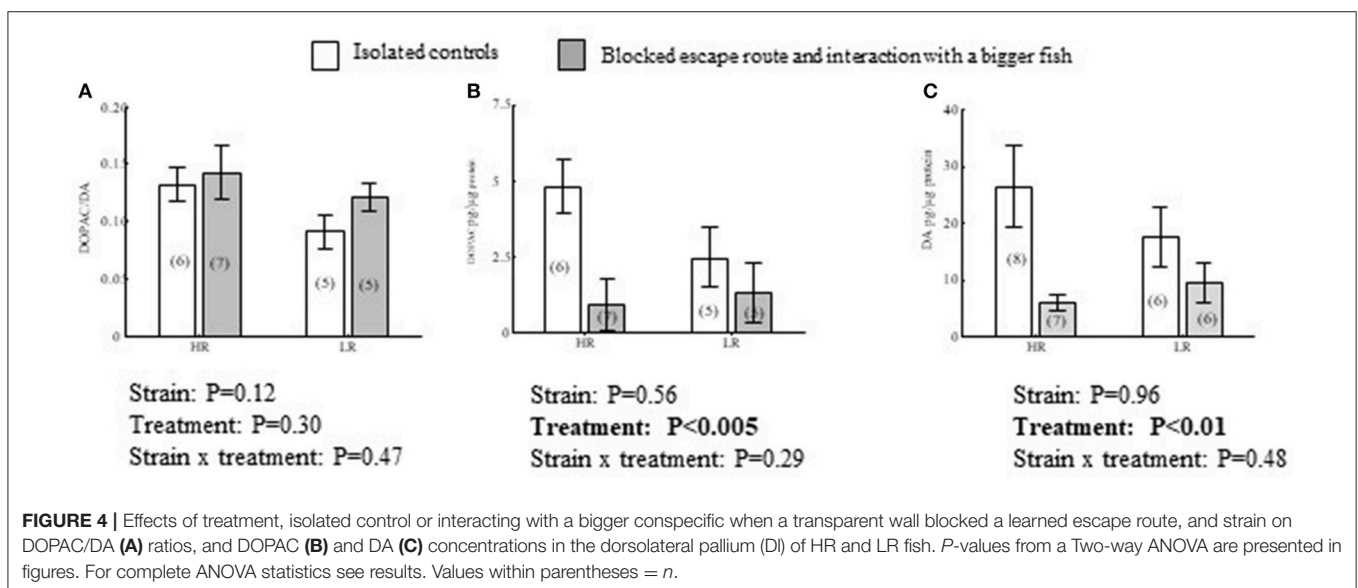 Isolated controls
Blocked escape route and interaction with a bigger fish
A
DOPAC/DA
0.20
0.15
0.10
0.05
0
(6)
(7)
(5)
(5)
HR
LR
Strain: P=0.12
Treatment: P=0.30
Strain x treatment: P=0.47
B
DOPAC pg/µg protein
7.5
5
2.5
0
(6)
(7)
(5)
(5)
HR
LR
Strain: P=0.56
Treatment: P<0.005
Strain x treatment: P=0.29
C
DA pg/µg protein
40
30
20
10
0
(8)
(7)
(6)
(6)
HR
LR
Strain: P=0.96
Treatment: P<0.01
Strain x treatment: P=0.48
FIGURE 4 | Effects of treatment, isolated control or interacting with a bigger conspecific when a transparent wall blocked a learned escape route, and strain on
DOPAC/DA (A) ratios, and DOPAC (B) and DA (C) concentrations in the dorsolateral pallium (Dl) of HR and LR fish. P-values from a Two-way ANOVA are presented in
figures. For complete ANOVA statistics see results. Values within parentheses = n.